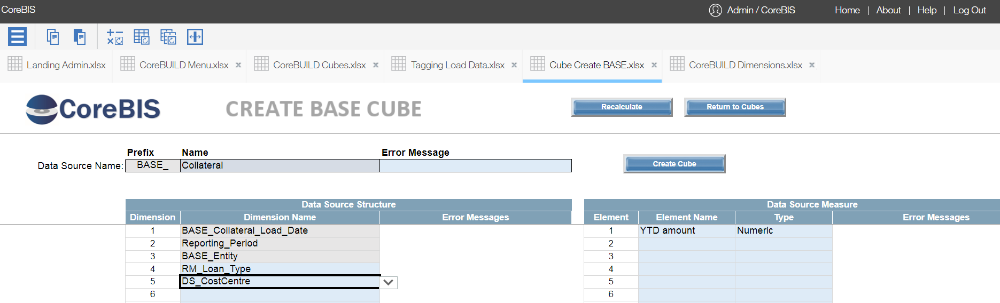 CoreBIS
Admin / CoreBIS
Home | About | Help | Log Out
Landing Admin.xlsx
CoreBUILD Menu.xlsx
CoreBUILD Cubes.xlsx
Tagging Load Data.xlsx
Cube Create BASE.xlsx
CoreBUILD Dimensions.xlsx
CoreBIS
CREATE BASE CUBE
Recalculate
Return to Cubes
Prefix Name Error Message
Data Source Name: BASE_ Collateral
Create Cube
Data Source Structure
Dimension Dimension Name Error Messages
1 BASE_Collateral_Load_Date
2 Reporting_Period
3 BASE_Entity
4 RM_Loan_Type
5 DS_CostCentre
6
Data Source Measure
Element Element Name Type Error Messages
1 YTD amount Numeric
2
3
4
5
6